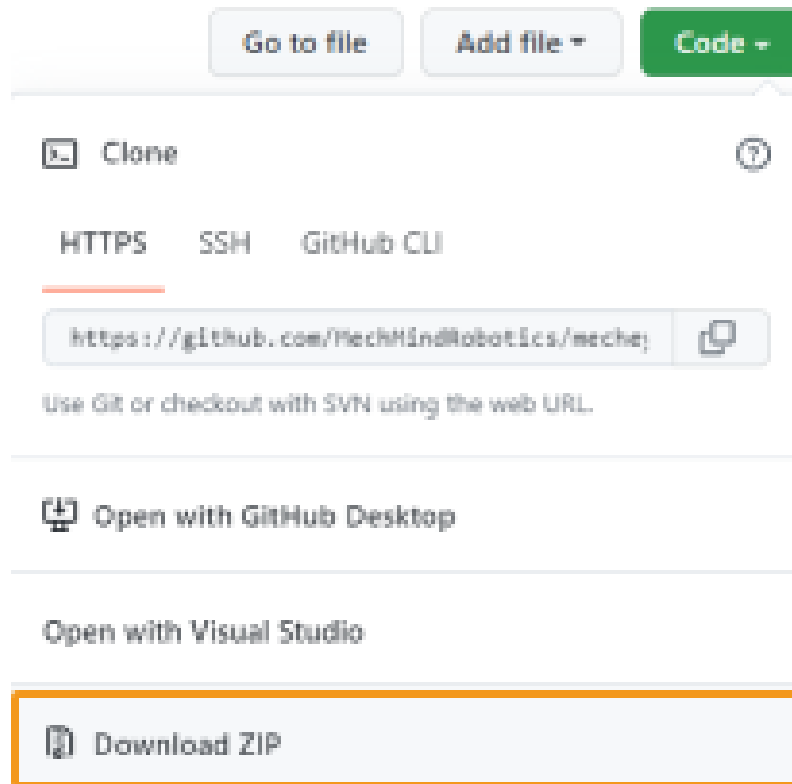 Go to file Add file Code
Clone
HTTPS SSH GitHub CLI
https://github.com/MechMindRobotics/meche
Use Git or checkout with SVN using the web URL.
Open with GitHub Desktop
Open with Visual Studio
Download ZIP